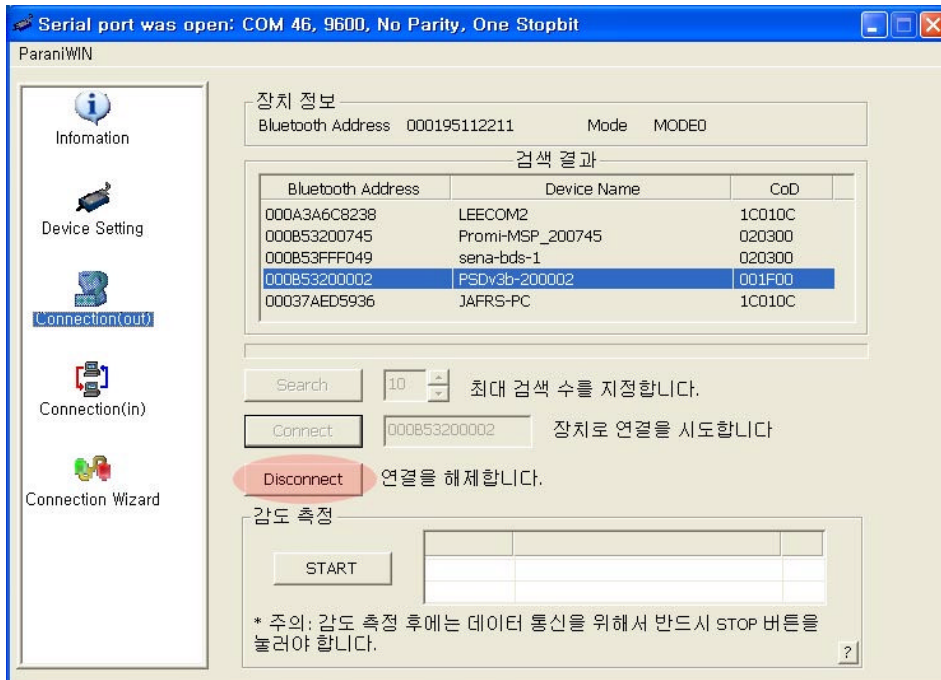 Serial port was open: COM 46, 9600, No Parity, One Stopbit
ParaniWIN
Infomation
Device Setting
Connection(out)
Connection(in)
Connection Wizard
장치 정보
Bluetooth Address 000195112211 Mode MODE0
검색 결과
Bluetooth Address Device Name CoD
000A3A6C8238 LEECOM2 1C010C
000B53200745 Promi-MSP_200745 020300
000B53FFF049 sena-bds-1 020300
000B53200002 PSDv3b-200002 001F00
00037AED5936 JAFRS-PC 1C010C
Search 10 최대 검색 수를 지정합니다.
Connect 000B53200002 장치로 연결을 시도합니다
Disconnect 연결을 해제합니다.
감도 측정
START
* 주의: 감도 측정 후에는 데이터 통신을 위해서 반드시 STOP 버튼을
눌러야 합니다.
?